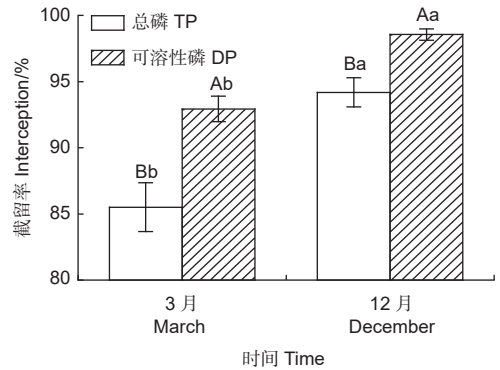 100
95
90
85
80
截留率 Interception/%
总磷 TP
可溶性磷 DP
Bb
Ab
Ba
Aa
3 月
March
12 月
December
时间 Time